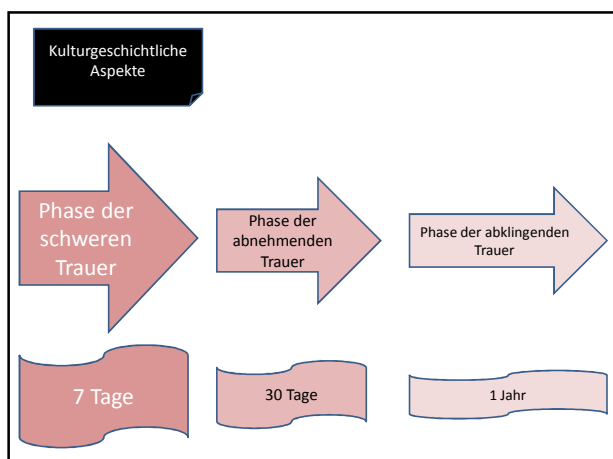 Kulturgeschichtliche
Aspekte
Phase der
schweren
Trauer
Phase der
abnehmenden
Trauer
Phase der abklingenden
Trauer
7 Tage
30 Tage
1 Jahr